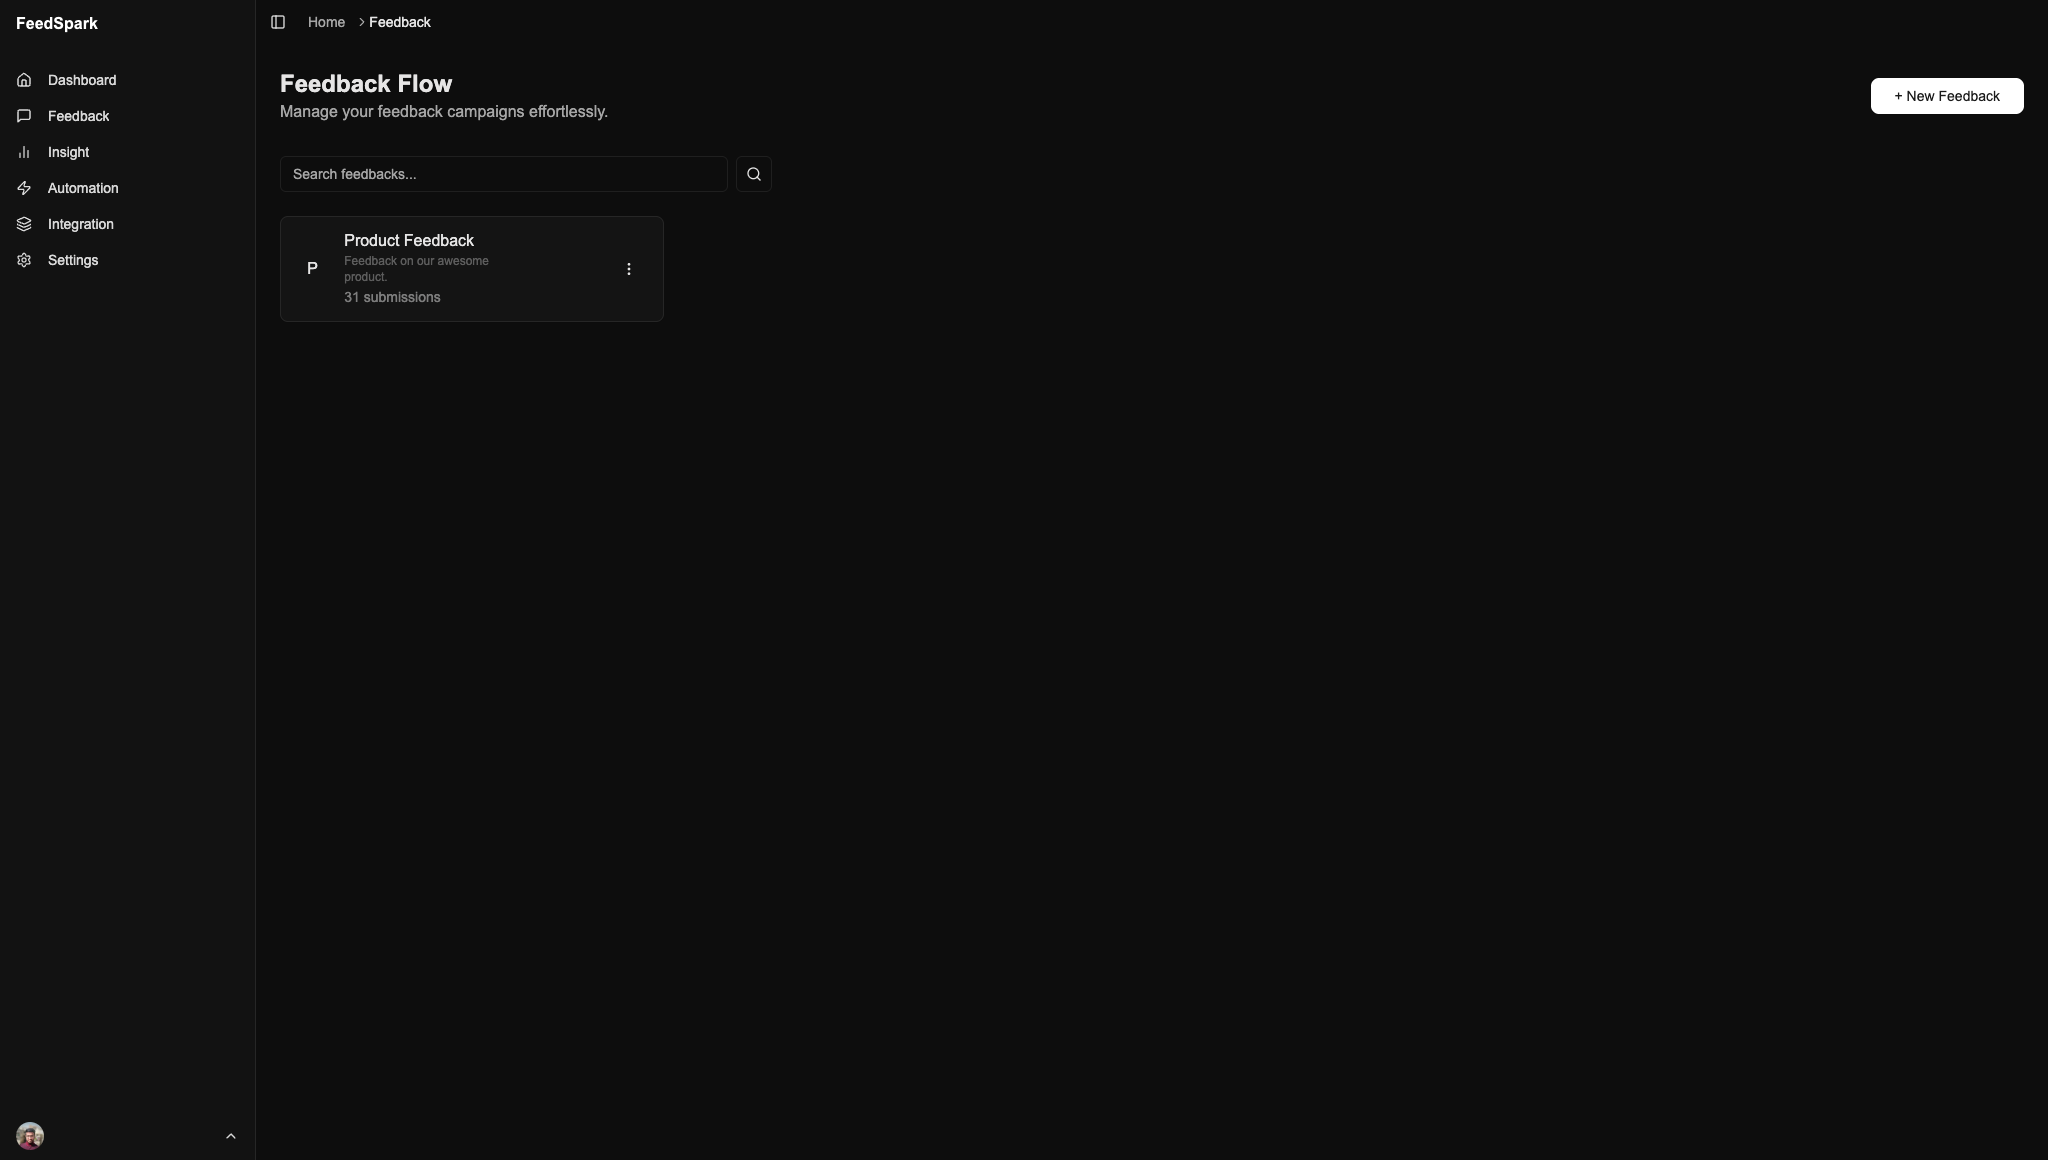 FeedSpark
Dashboard
Feedback
Insight
Automation
Integration
Settings
Home > Feedback
Feedback Flow
Manage your feedback campaigns effortlessly.
+ New Feedback
Search feedbacks...
P
Product Feedback
Feedback on our awesome
product.
31 submissions